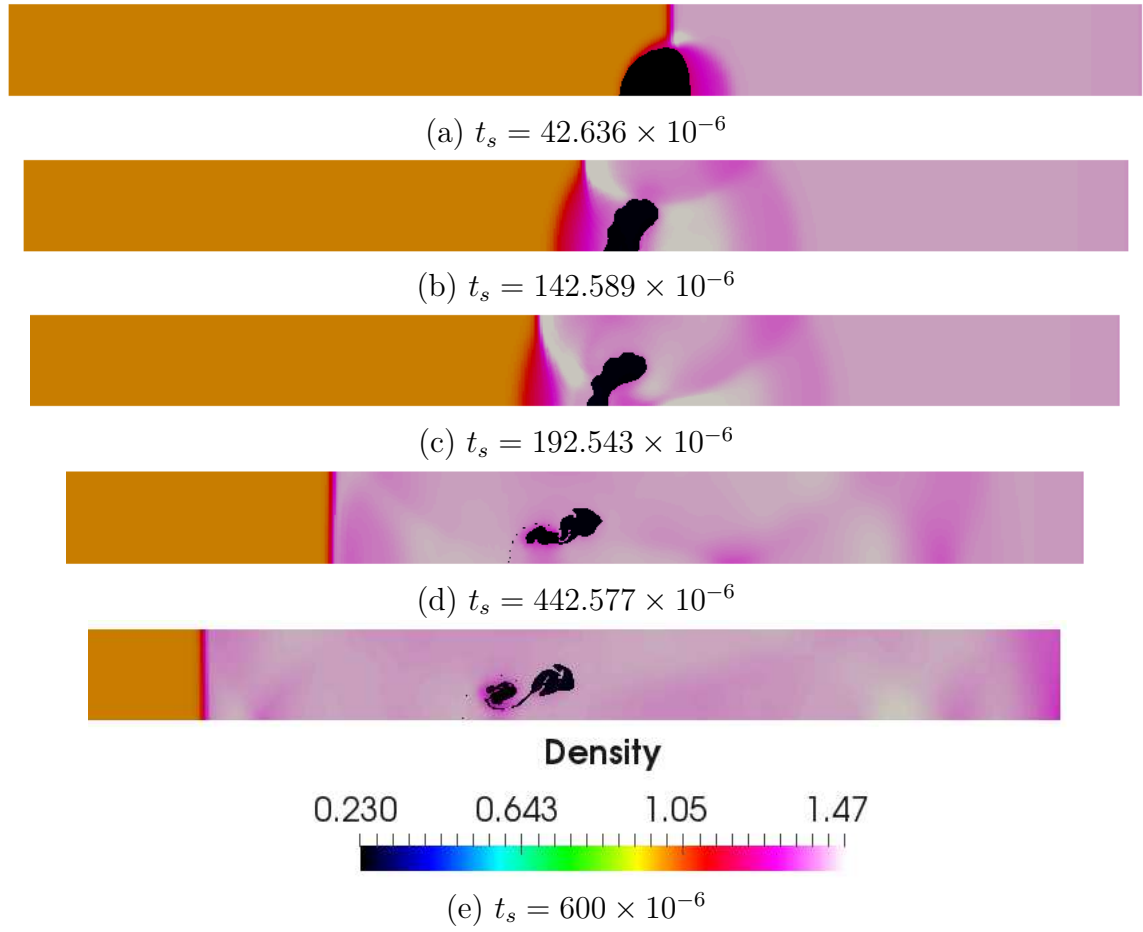 (a) t_s = 42.636 × 10^{-6}
(b) t_s = 142.589 × 10^{-6}
(c) t_s = 192.543 × 10^{-6}
(d) t_s = 442.577 × 10^{-6}
Density
0.230 0.643 1.05 1.47
(e) t_s = 600 × 10^{-6}